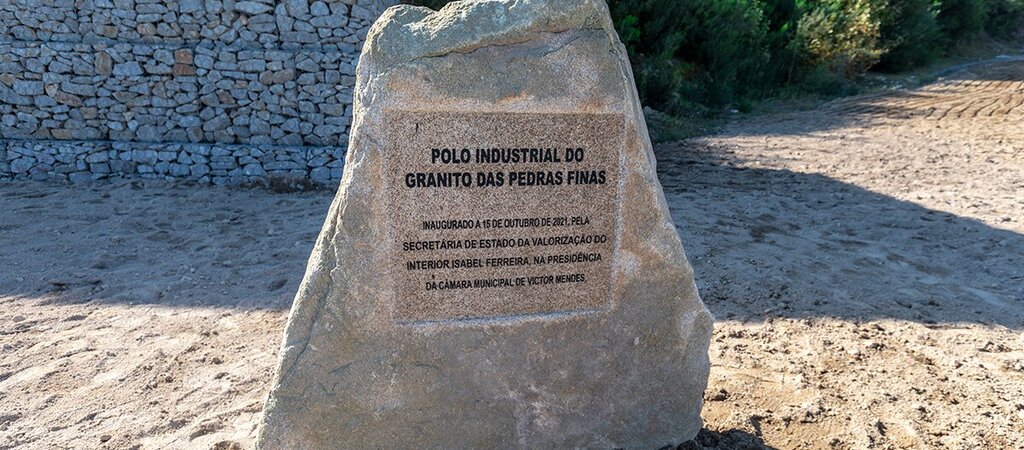 POLO INDUSTRIAL DO
GRANITO DAS PEDRAS FINAS
INAUGURADO A 15 DE OUTUBRO DE 2021, PELA
SECRETÁRIA DE ESTADO DA VALORIZAÇÃO DO
INTERIOR, ISABEL FERREIRA, NA PRESIDÊNCIA
DA CÂMARA MUNICIPAL DE VICTOR MENDES.